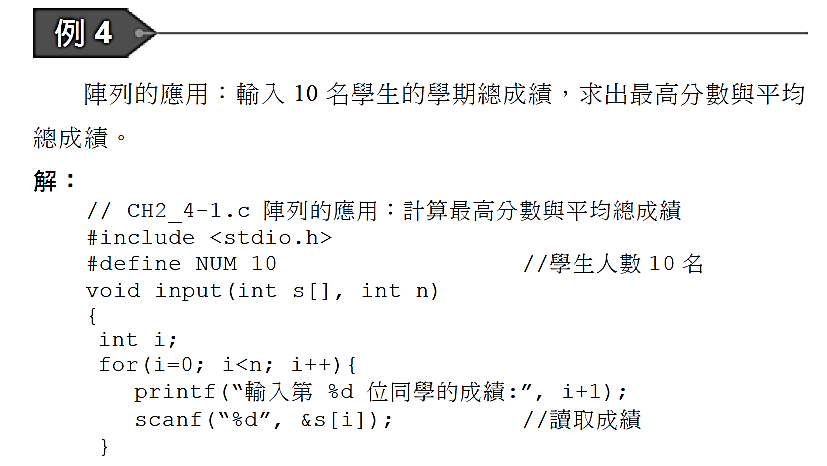 例 4
陣列的應用：輸入 10 名學生的學期總成績，求出最高分數與平均
總成績。
解：
// CH2_4-1.c 陣列的應用：計算最高分數與平均總成績
#include <stdio.h>
#define NUM 10 //學生人數 10 名
void input(int s[], int n)
{
int i;
for(i=0; i<n; i++){
printf(“輸入第 %d 位同學的成績:”, i+1);
scanf(“%d”, &s[i]); //讀取成績
}